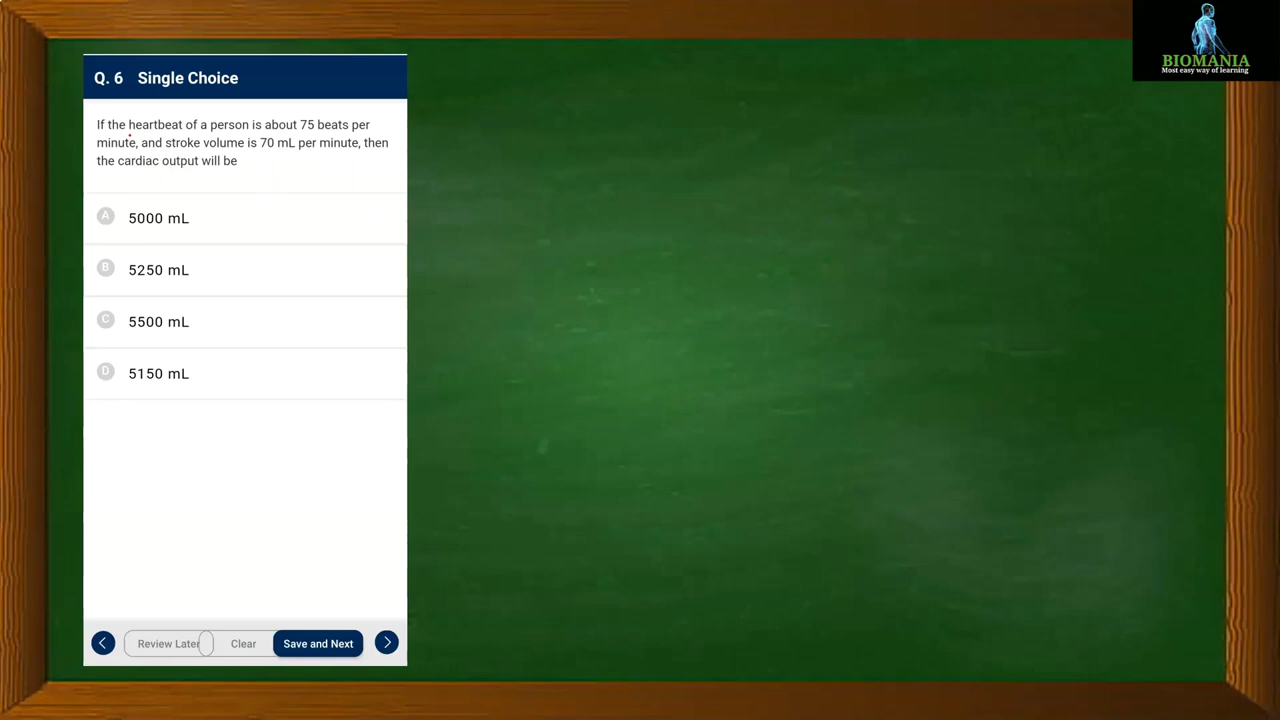 BIOMANIA
Most easy way of learning
Q. 6 Single Choice
If the heartbeat of a person is about 75 beats per
minute, and stroke volume is 70 mL per minute, then
the cardiac output will be
A 5000 mL
B 5250 mL
C 5500 mL
D 5150 mL
Review Later Clear Save and Next